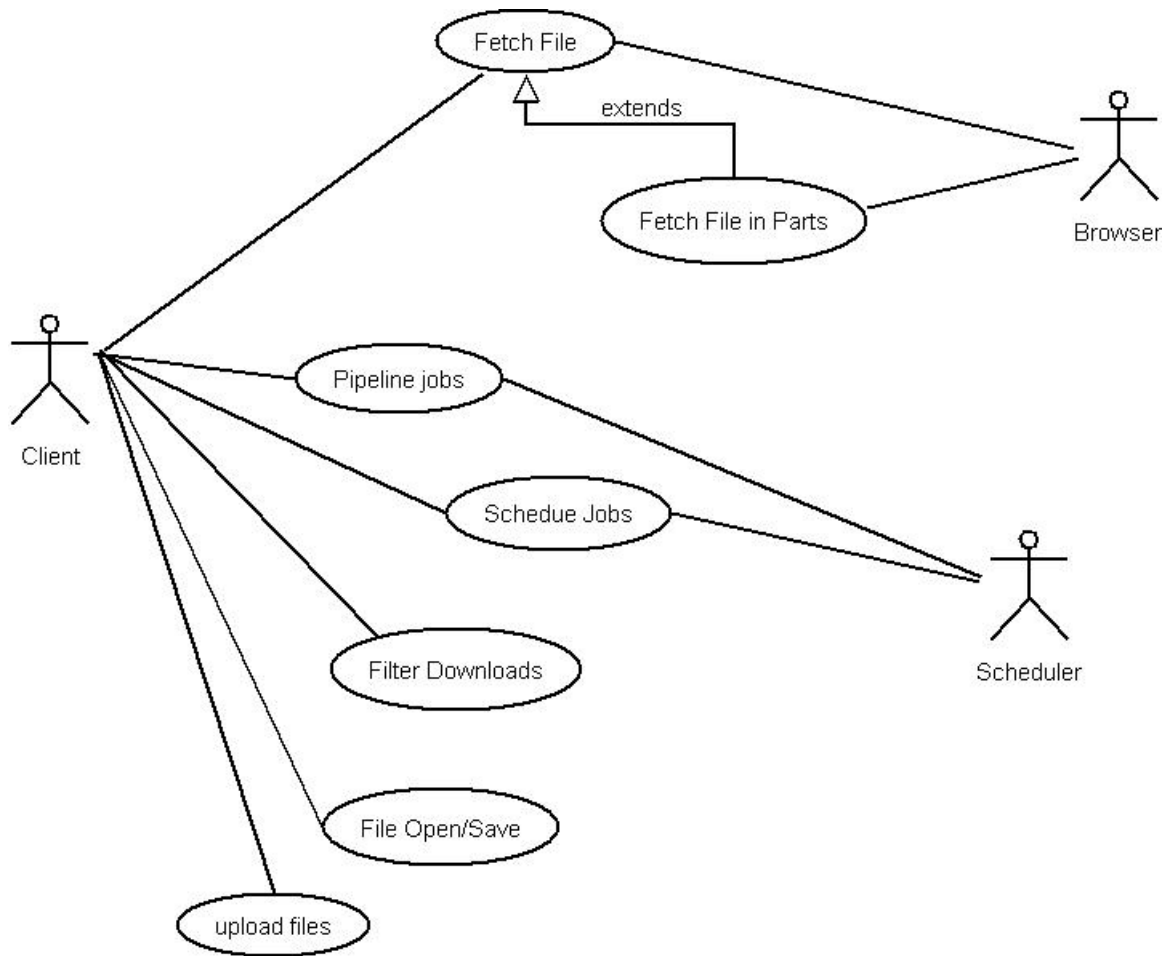 Fetch File
extends
Fetch File in Parts
Browser
Pipeline jobs
Client
Schedue Jobs
Filter Downloads
Scheduler
File Open/Save
upload files